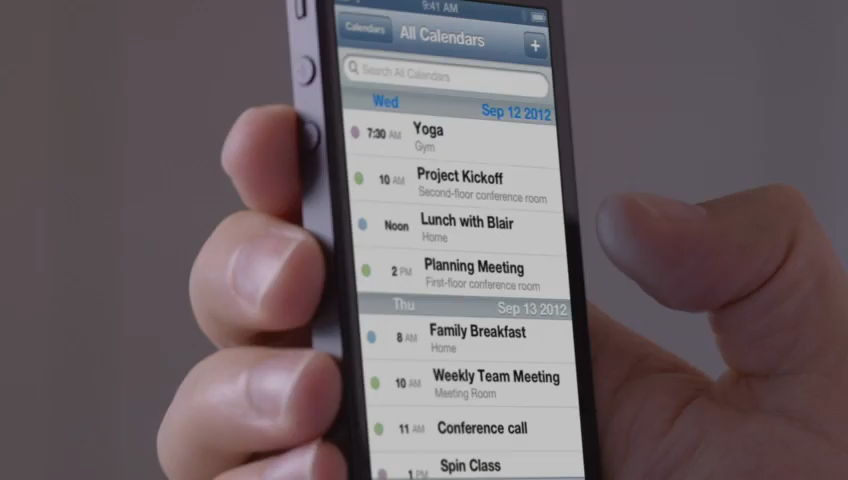 9:41 AM
Calendars
All Calendars
+
Search All Calendars
Wed Sep 12 2012
7:30 AM Yoga
Gym
10 AM Project Kickoff
Second-floor conference room
Noon Lunch with Blair
Home
2 PM Planning Meeting
First-floor conference room
Thu Sep 13 2012
8 AM Family Breakfast
Home
10 AM Weekly Team Meeting
Meeting Room
11 AM Conference call
1 PM Spin Class